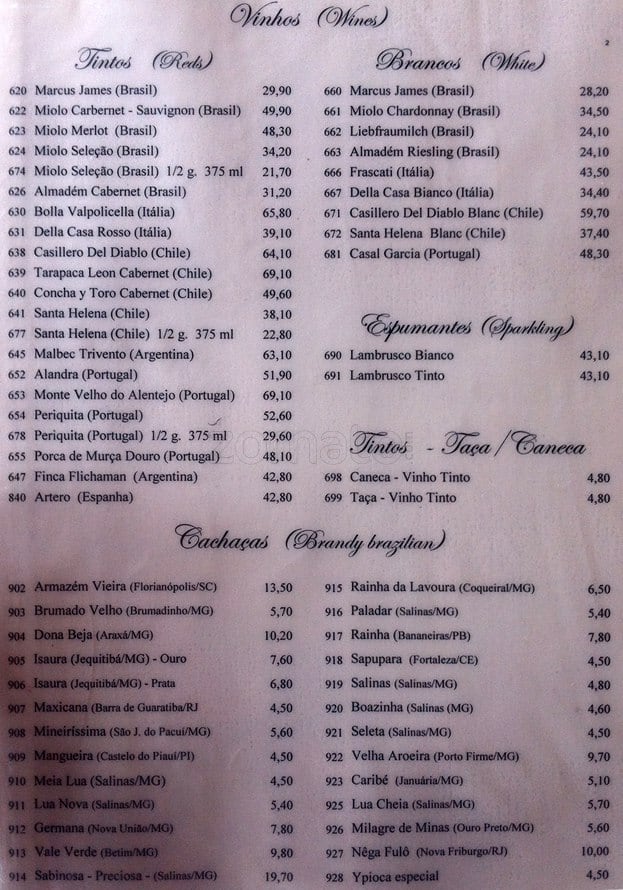 Vinhos (Wines)
2
Tintos (Reds)
620 Marcus James (Brasil) 29,90
622 Miolo Carbernet - Sauvignon (Brasil) 49,90
623 Miolo Merlot (Brasil) 48,30
624 Miolo Seleção (Brasil) 34,20
674 Miolo Seleção (Brasil) 1/2 g. 375 ml 21,70
626 Almadém Cabernet (Brasil) 31,20
630 Bolla Valpolicella (Itália) 65,80
631 Della Casa Rosso (Itália) 39,10
638 Casillero Del Diablo (Chile) 64,10
639 Tarapaca Leon Cabernet (Chile) 69,10
640 Concha y Toro Cabernet (Chile) 49,60
641 Santa Helena (Chile) 38,10
677 Santa Helena (Chile) 1/2 g. 375 ml 22,80
645 Malbec Trivento (Argentina) 63,10
652 Alandra (Portugal) 51,90
653 Monte Velho do Alentejo (Portugal) 69,10
654 Periquita (Portugal) 52,60
678 Periquita (Portugal) 1/2 g. 375 ml 29,60
655 Porca de Murça Douro (Portugal) 48,10
647 Finca Flichaman (Argentina) 42,80
840 Artero (Espanha) 42,80
Brancos (White)
660 Marcus James (Brasil) 28,20
661 Miolo Chardonnay (Brasil) 34,50
662 Liebfraumilch (Brasil) 24,10
663 Almadém Riesling (Brasil) 24,10
666 Frascati (Itália) 43,50
667 Della Casa Bianco (Itália) 34,40
671 Casillero Del Diablo Blanc (Chile) 59,70
672 Santa Helena Blanc (Chile) 37,40
681 Casal Garcia (Portugal) 48,30
Espumantes (Sparkling)
690 Lambrusco Bianco 43,10
691 Lambrusco Tinto 43,10
Tintos - Taça / Caneca
698 Caneca - Vinho Tinto 4,80
699 Taça - Vinho Tinto 4,80
zomato
Cachaças (Brandy brazilian)
902 Armazém Vieira (Florianópolis/SC) 13,50
903 Brumado Velho (Brumadinho/MG) 5,70
904 Dona Beja (Araxá/MG) 10,20
905 Isaura (Jequitibá/MG) - Ouro 7,60
906 Isaura (Jequitibá/MG) - Prata 6,80
907 Maxicana (Barra de Guaratiba/RJ 4,50
908 Mineiríssima (São J. do Pacuí/MG) 5,60
909 Mangueira (Castelo do Piauí/PI) 4,50
910 Meia Lua (Salinas/MG) 4,50
911 Lua Nova (Salinas/MG) 5,40
912 Germana (Nova União/MG) 7,80
913 Vale Verde (Betim/MG) 9,80
914 Sabinosa - Preciosa - (Salinas/MG) 19,70
915 Rainha da Lavoura (Coqueiral/MG) 6,50
916 Paladar (Salinas/MG) 5,40
917 Rainha (Bananeiras/PB) 7,80
918 Sapupara (Fortaleza/CE) 4,50
919 Salinas (Salinas/MG) 4,80
920 Boazinha (Salinas (MG) 4,60
921 Seleta (Salinas/MG) 4,50
922 Velha Aroeira (Porto Firme/MG) 9,70
923 Caribé (Januária/MG) 5,10
925 Lua Cheia (Salinas/MG) 5,70
926 Milagre de Minas (Ouro Preto/MG) 5,60
927 Nêga Fulô (Nova Friburgo/RJ) 10,00
928 Ypioca especial 4,50